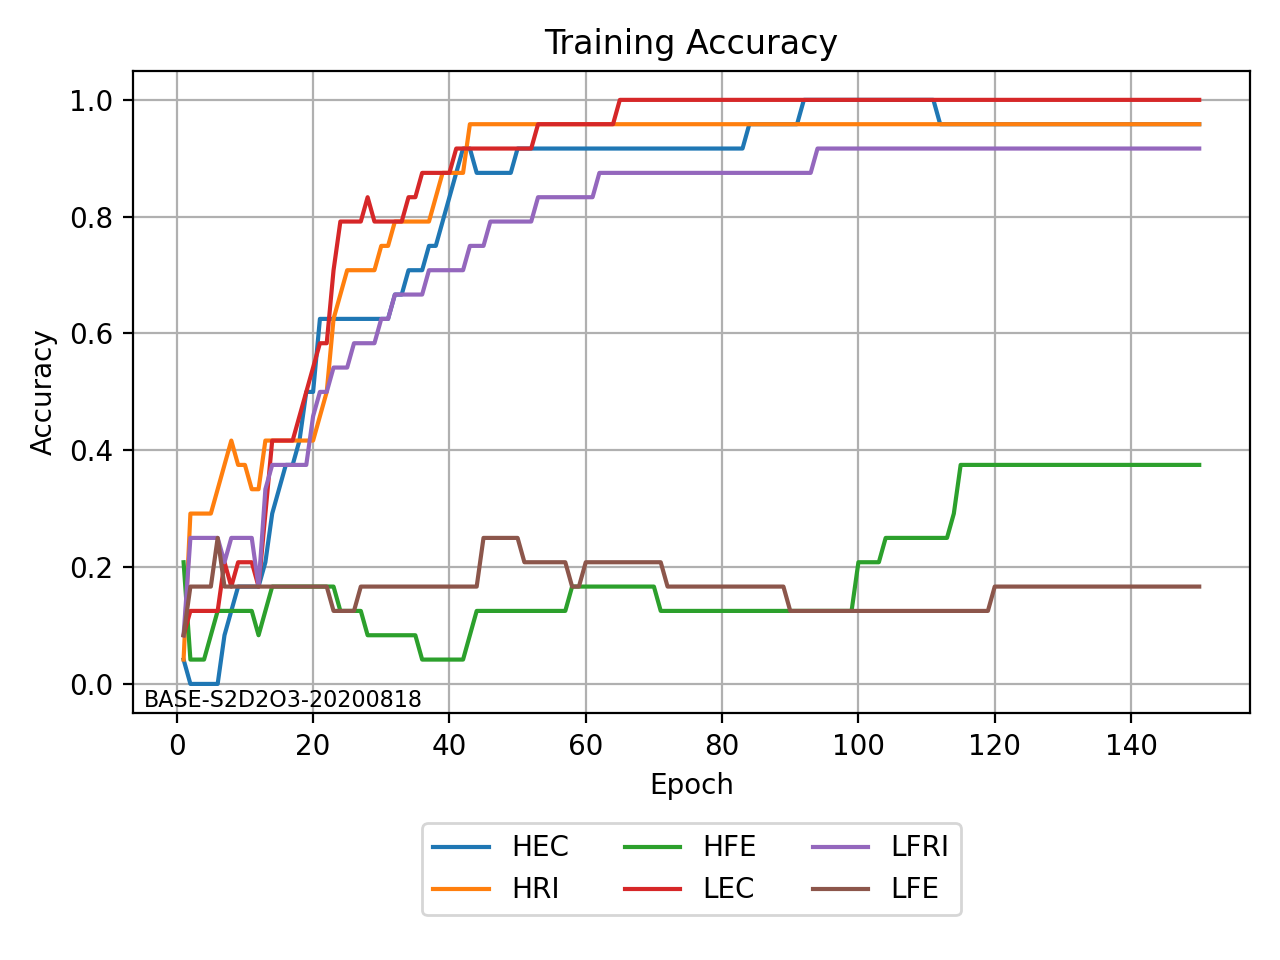 Training Accuracy
1.0
0.8
0.6
0.4
0.2
0.0
Accuracy
BASE-S2D2O3-20200818
0 20 40 60 80 100 120 140
Epoch
HEC HFE LFRI
HRI LEC LFE